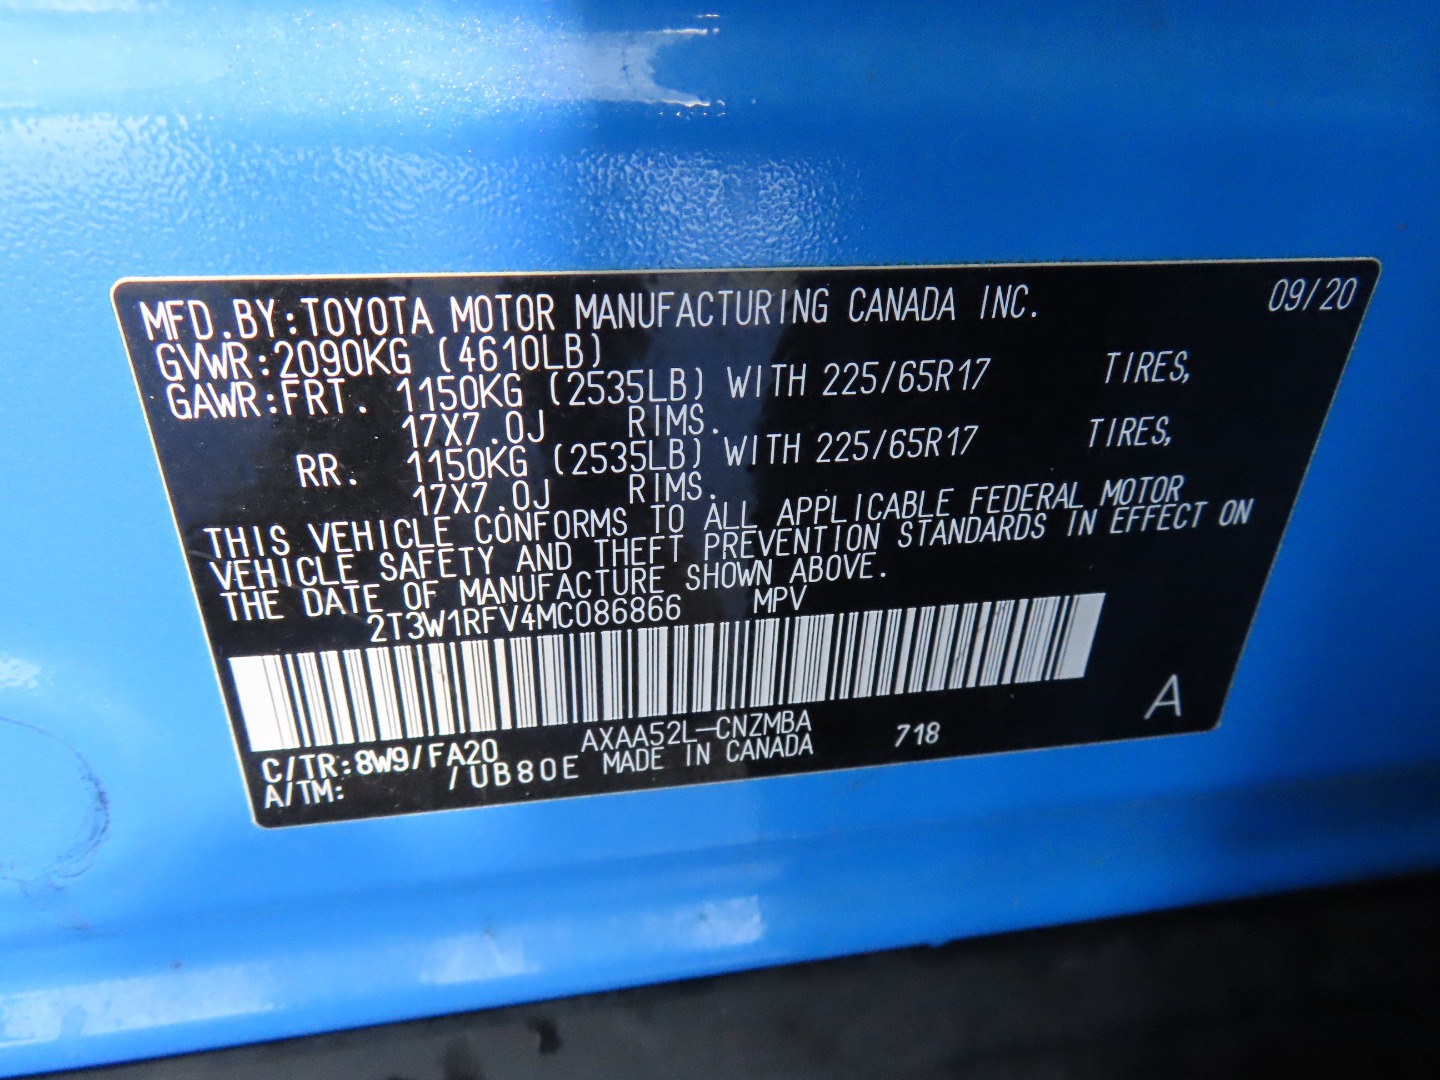 MFD.BY:TOYOTA MOTOR MANUFACTURING CANADA INC. 09/20
GVWR:2090KG (4610LB)
GAWR:FRT. 1150KG (2535LB) WITH 225/65R17 TIRES,
17X7.0J RIMS.
RR. 1150KG (2535LB) WITH 225/65R17 TIRES,
17X7.0J RIMS.
THIS VEHICLE CONFORMS TO ALL APPLICABLE FEDERAL MOTOR
VEHICLE SAFETY AND THEFT PREVENTION STANDARDS IN EFFECT ON
THE DATE OF MANUFACTURE SHOWN ABOVE.
2T3W1RFV4MC086866 MPV
C/TR:8W9/FA20 AXAA52L-CNZMBA 718 A
A/TM: /UB80E MADE IN CANADA